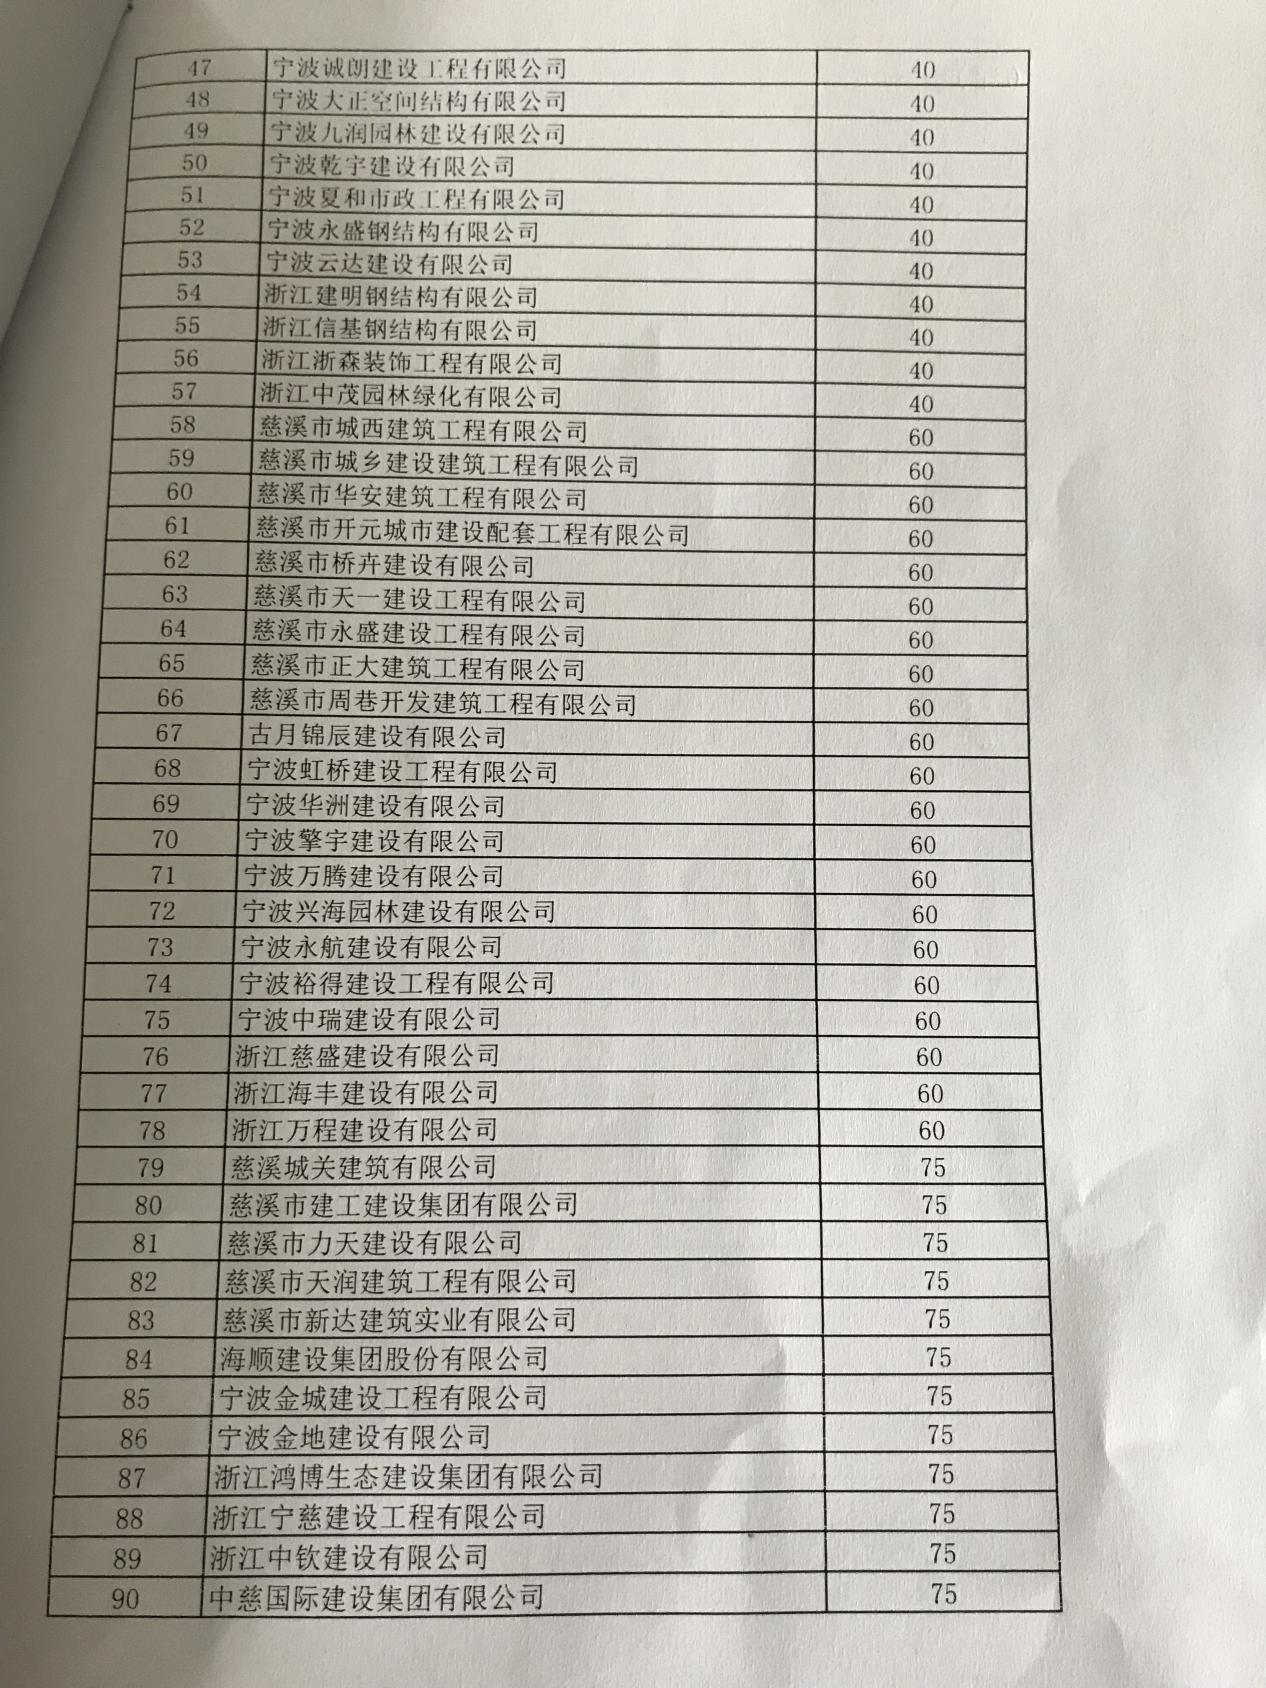 47 宁波诚朗建设工程有限公司 40
48 宁波大正空间结构有限公司 40
49 宁波九润园林建设有限公司 40
50 宁波乾宇建设有限公司 40
51 宁波夏和市政工程有限公司 40
52 宁波永盛钢结构有限公司 40
53 宁波云达建设有限公司 40
54 浙江建明钢结构有限公司 40
55 浙江信基钢结构有限公司 40
56 浙江浙森装饰工程有限公司 40
57 浙江中茂园林绿化有限公司 40
58 慈溪市城西建筑工程有限公司 60
59 慈溪市城乡建设建筑工程有限公司 60
60 慈溪市华安建筑工程有限公司 60
61 慈溪市开元城市建设配套工程有限公司 60
62 慈溪市桥卉建设有限公司 60
63 慈溪市天一建设工程有限公司 60
64 慈溪市永盛建设工程有限公司 60
65 慈溪市正大建筑工程有限公司 60
66 慈溪市周巷开发建筑工程有限公司 60
67 古月锦辰建设有限公司 60
68 宁波虹桥建设工程有限公司 60
69 宁波华洲建设有限公司 60
70 宁波擎宇建设有限公司 60
71 宁波万腾建设有限公司 60
72 宁波兴海园林建设有限公司 60
73 宁波永航建设有限公司 60
74 宁波裕得建设工程有限公司 60
75 宁波中瑞建设有限公司 60
76 浙江慈盛建设有限公司 60
77 浙江海丰建设有限公司 60
78 浙江万程建设有限公司 60
79 慈溪城关建筑有限公司 75
80 慈溪市建工建设集团有限公司 75
81 慈溪市力天建设有限公司 75
82 慈溪市天润建筑工程有限公司 75
83 慈溪市新达建筑实业有限公司 75
84 海顺建设集团股份有限公司 75
85 宁波金城建设工程有限公司 75
86 宁波金地建设有限公司 75
87 浙江鸿博生态建设集团有限公司 75
88 浙江宁慈建设工程有限公司 75
89 浙江中钦建设有限公司 75
90 中慈国际建设集团有限公司 75